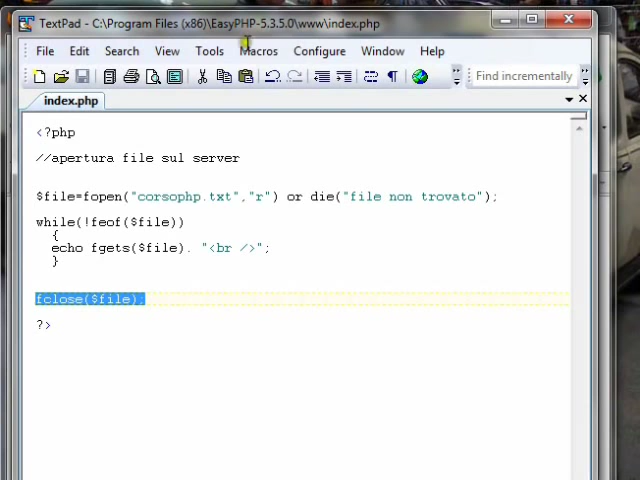 TextPad - C:\Program Files (x86)\EasyPHP-5.3.5.0\www\index.php
File Edit Search View Tools Macros Configure Window Help
Find incrementally
index.php
<?php
//apertura file sul server
$file=fopen("corsophp.txt","r") or die("file non trovato");
while(!feof($file))
{
echo fgets($file). "<br />";
}
fclose($file);
?>